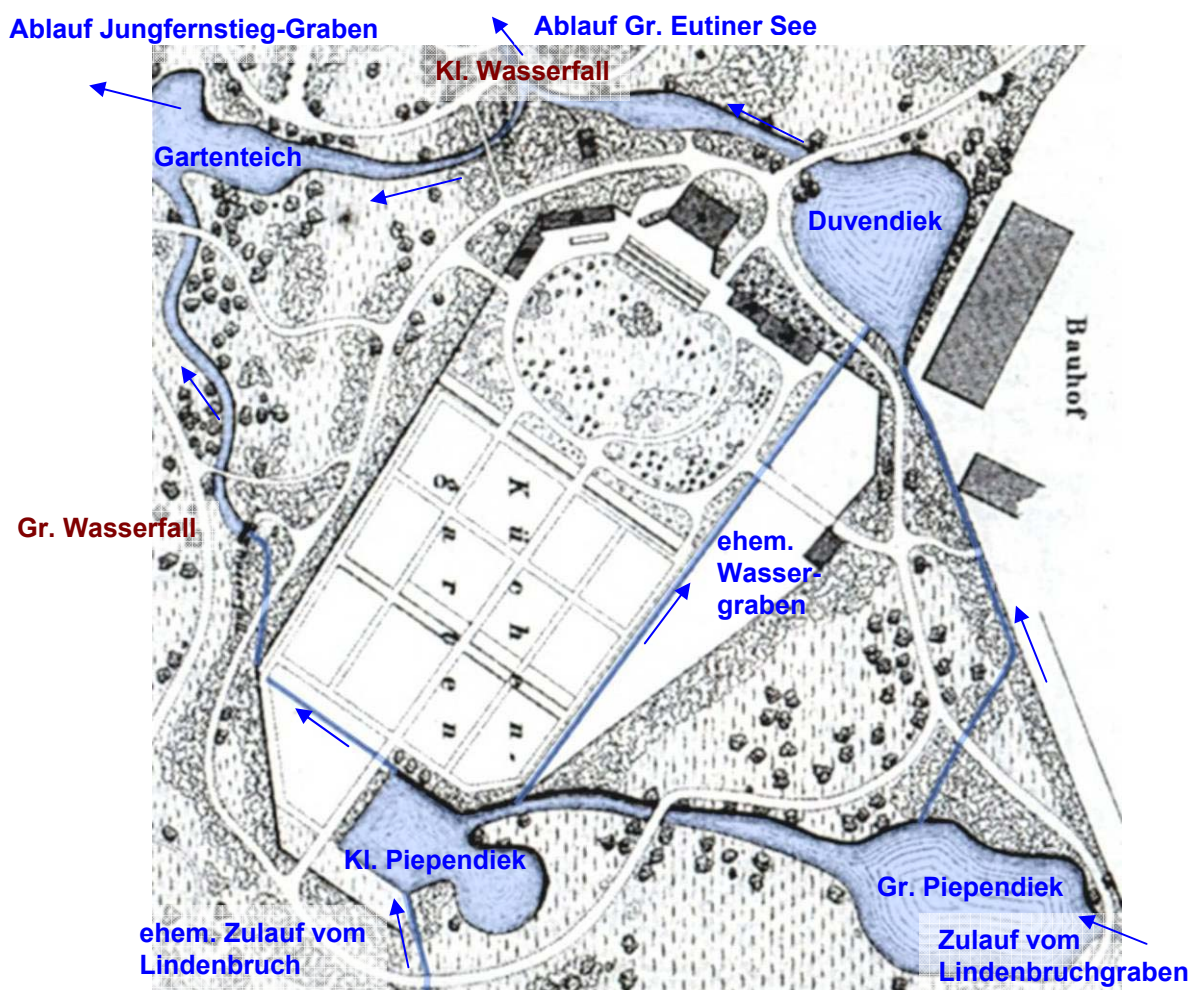 Ablauf Jungfernstieg-Graben
Ablauf Gr. Eutiner See
Kl. Wasserfall
Gartenteich
Duvendiek
Bauhof
Gr. Wasserfall
Wasserfall
Küchen-
garten
ehem.
Wasser-
graben
Kl. Piependiek
Gr. Piependiek
ehem. Zulauf vom
Lindenbruch
Zulauf vom
Lindenbruchgraben